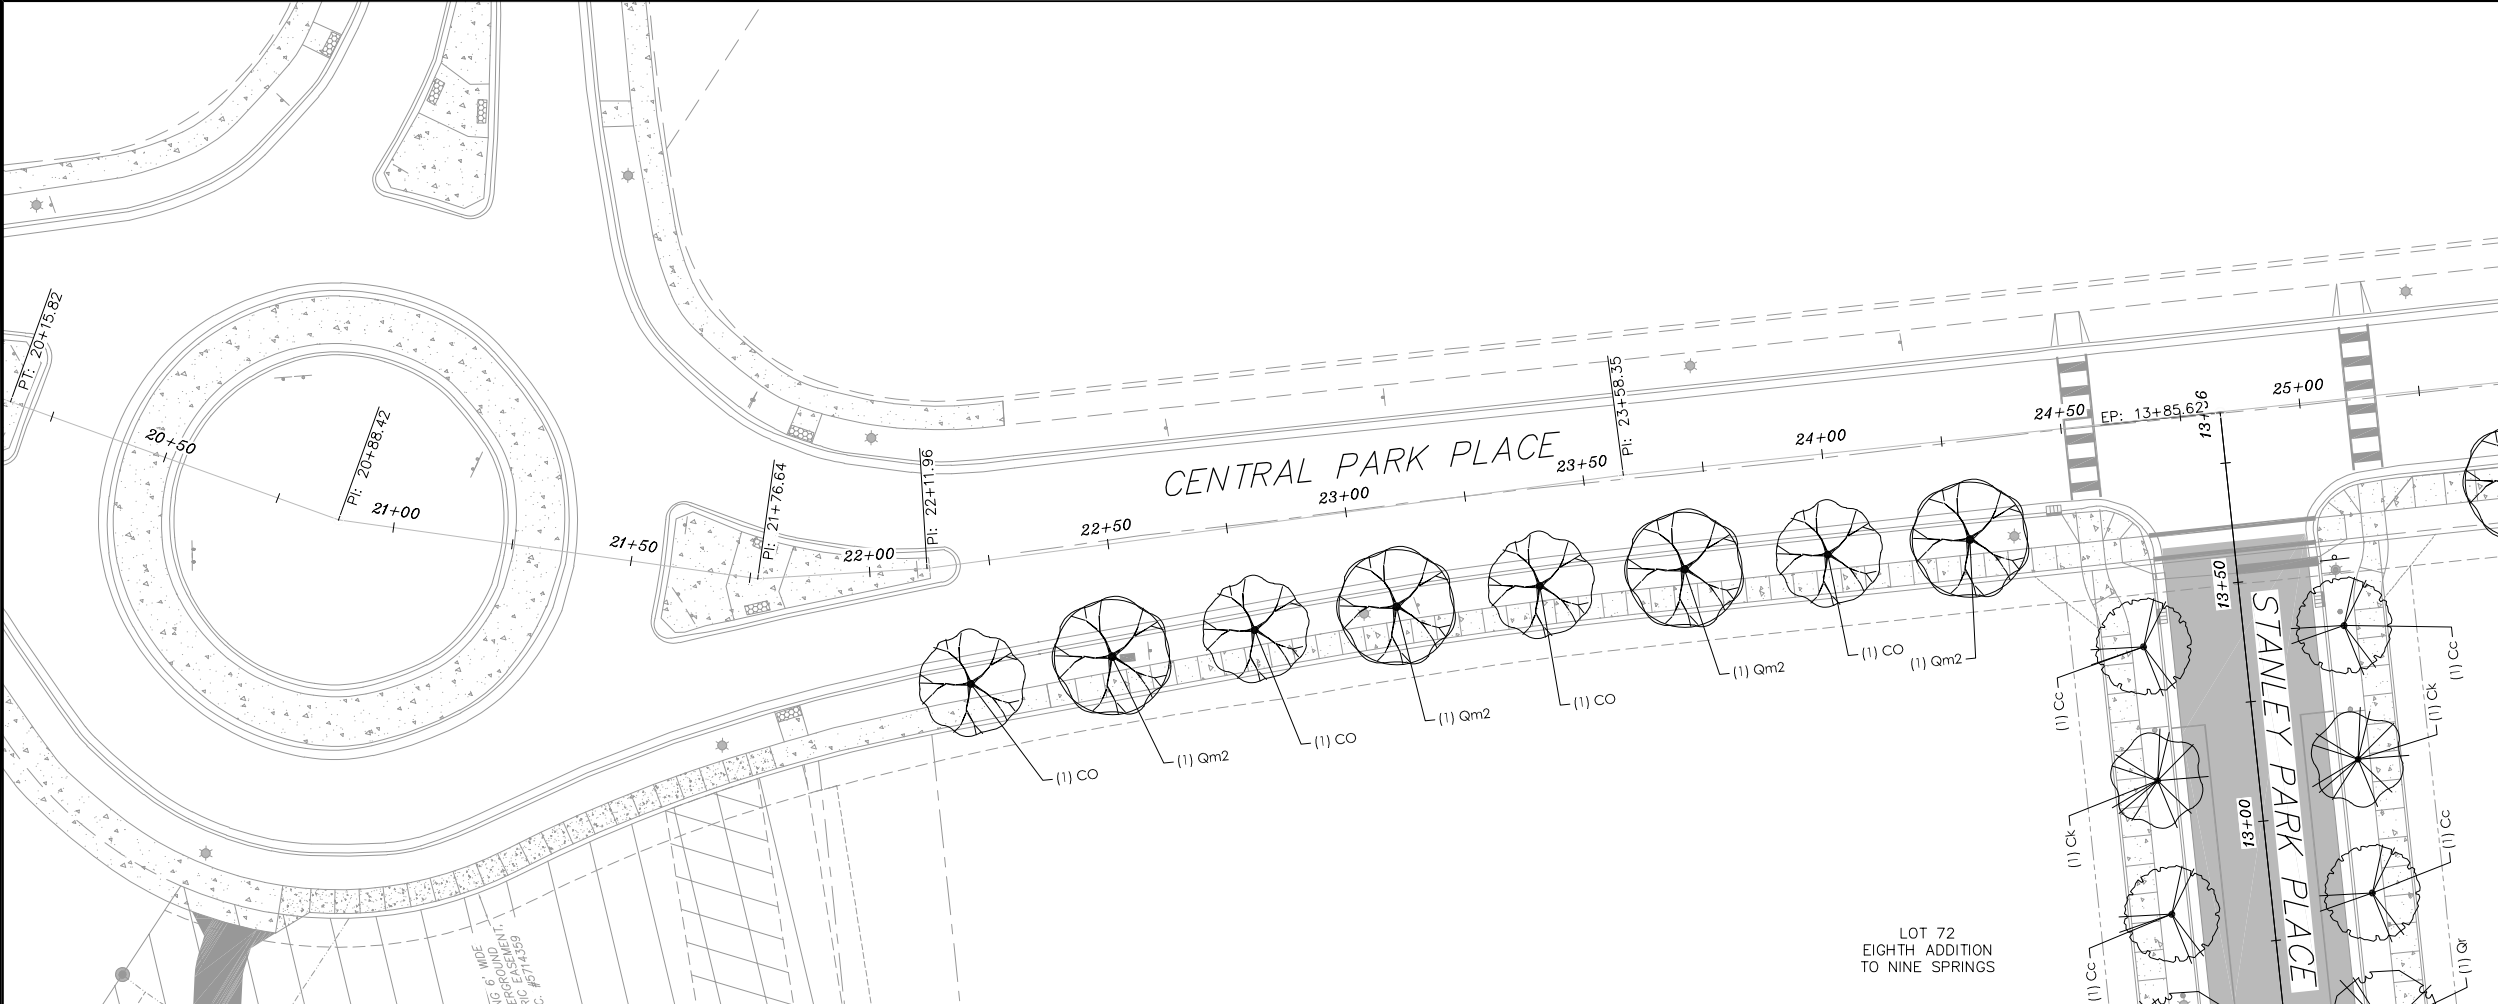 PT: 20+15.82
20+50
PI: 20+88.42
21+00
21+50
PI: 21+76.64
22+00
PI: 22+11.96
22+50
CENTRAL PARK PLACE
23+00
23+50
PI: 23+58.35
24+00
24+50
EP: 13+85.62
25+00
13+50
STANLEY PARK PLACE
13+00
(1) CO
(1) Qm2
(1) CO
(1) Qm2
(1) CO
(1) Qm2
(1) CO
(1) Qm2
(1) Cc
(1) Ck
(1) Cc
(1) Cc
(1) Ck
(1) Cc
(1) Qr
LOT 72
EIGHTH ADDITION
TO NINE SPRINGS
6' WIDE
EASEMENT
#5714359